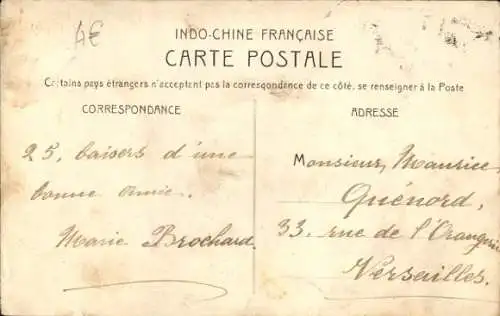 4€
INDO-CHINE FRANÇAISE
CARTE POSTALE
Certains pays étrangers n'acceptent pas la correspondance de ce côté, se renseigner à la Poste
CORRESPONDANCE
ADRESSE
25, baisers d'une
bonne amie.
Marie Brochard.
Monsieur, Maurice
Quénord,
33, rue de l'Orangerie
Versailles.